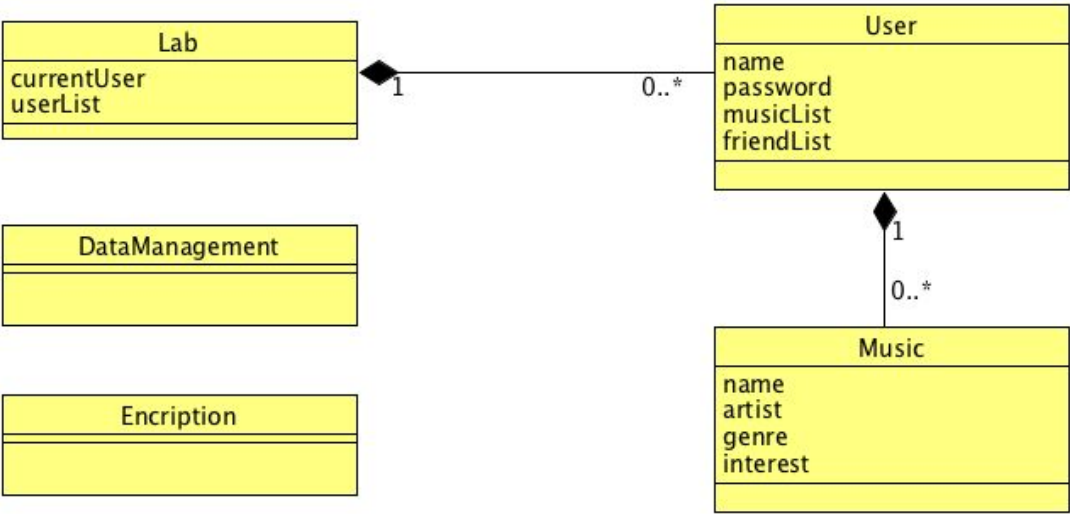 Lab
currentUser
userList
1
0..*
User
name
password
musicList
friendList
1
0..*
DataManagement
Encription
Music
name
artist
genre
interest